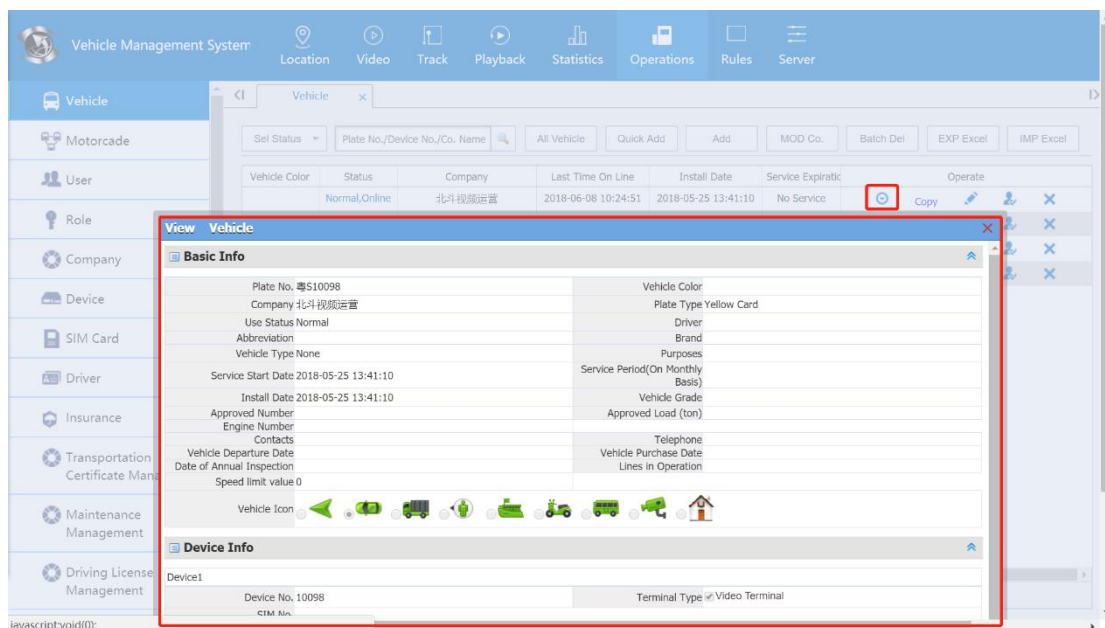 Vehicle Management System
Location Video Track Playback Statistics Operations Rules Server
Vehicle
Vehicle
Motorcade
Sel Status Plate No./Device No./Co. Name All Vehicle Quick Add Add MOD Co. Batch Del EXP Excel IMP Excel
User
Vehicle Color Status Company Last Time On Line Install Date Service Expiratic Operate
Normal,Online 北斗视频运营 2018-06-08 10:24:51 2018-05-25 13:41:10 No Service Copy
Role
View Vehicle
Company
Basic Info
Plate No. 粤S10098 Vehicle Color
Device
Company 北斗视频运营 Plate Type Yellow Card
Use Status Normal Driver
SIM Card
Abbreviation Brand
Vehicle Type None Purposes
Driver
Service Start Date 2018-05-25 13:41:10 Service Period(On Monthly
Basis)
Install Date 2018-05-25 13:41:10 Vehicle Grade
Insurance
Approved Number Approved Load (ton)
Engine Number
Contacts Telephone
Transportation
Vehicle Departure Date Vehicle Purchase Date
Date of Annual Inspection Lines in Operation
Certificate Mana
Speed limit value 0
Vehicle Icon
Maintenance
Management
Device Info
Driving License
Management
Device1
Device No. 10098 Terminal Type Video Terminal
SIM No.
javascript:void(0);